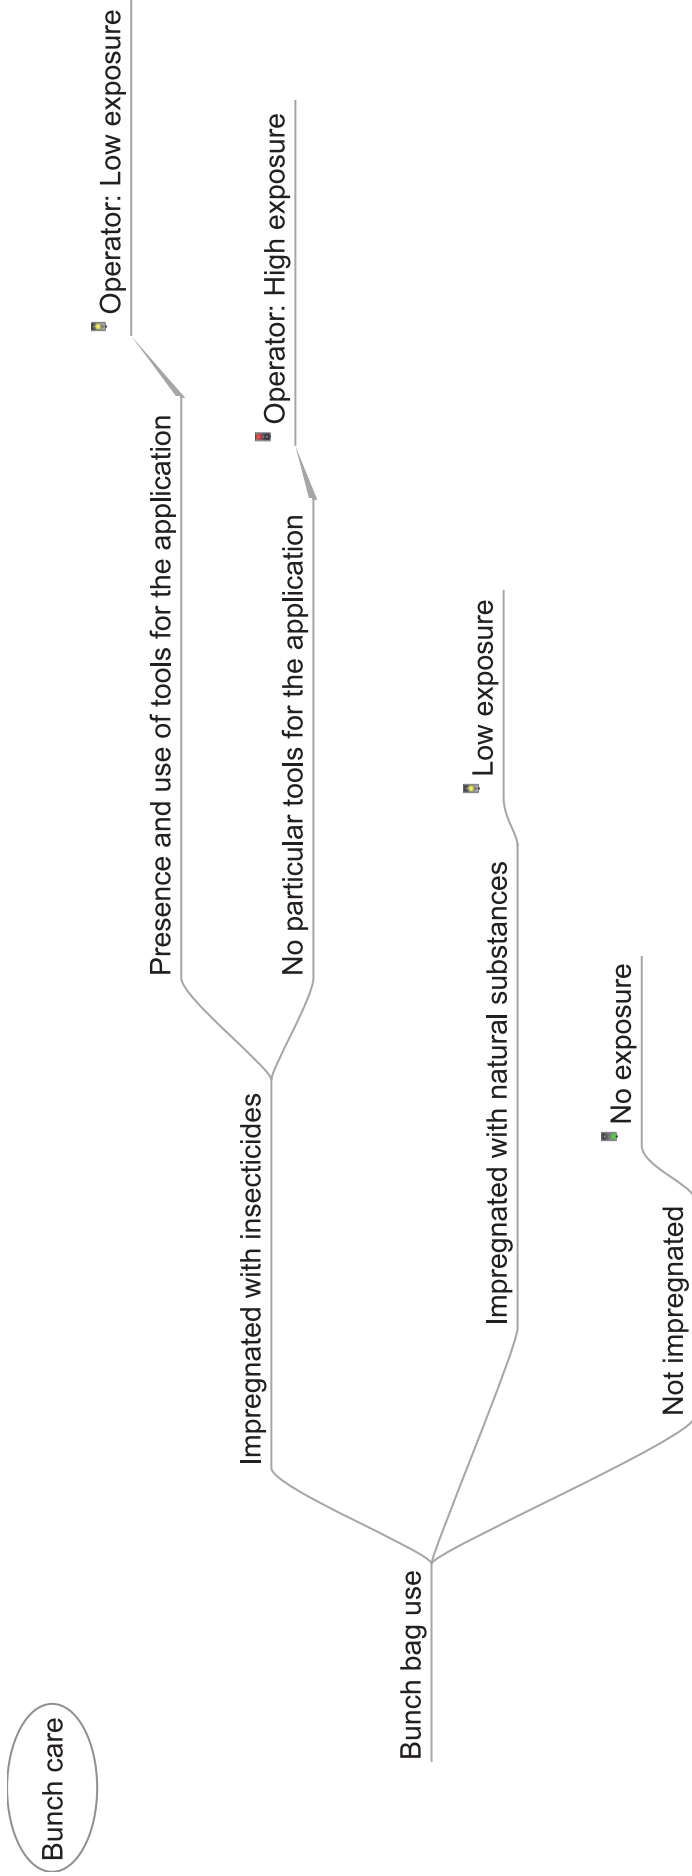 Bunch care
Bunch bag use
Impregnated with insecticides
Presence and use of tools for the application
Operator: Low exposure
No particular tools for the application
Operator: High exposure
Impregnated with natural substances
Low exposure
Not impregnated
No exposure